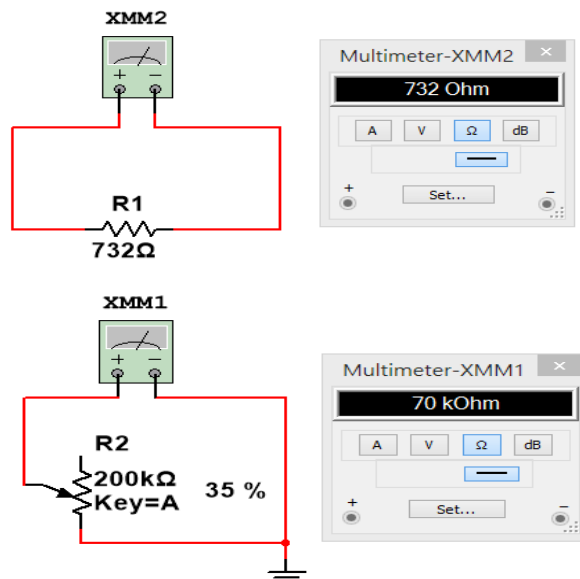 XMM2
+ −
R1
732Ω
Multimeter-XMM2 ×
732 Ohm
A V Ω dB
+ Set... −
XMM1
+ −
R2
200kΩ
Key=A 35 %
Multimeter-XMM1 ×
70 kOhm
A V Ω dB
+ Set... −